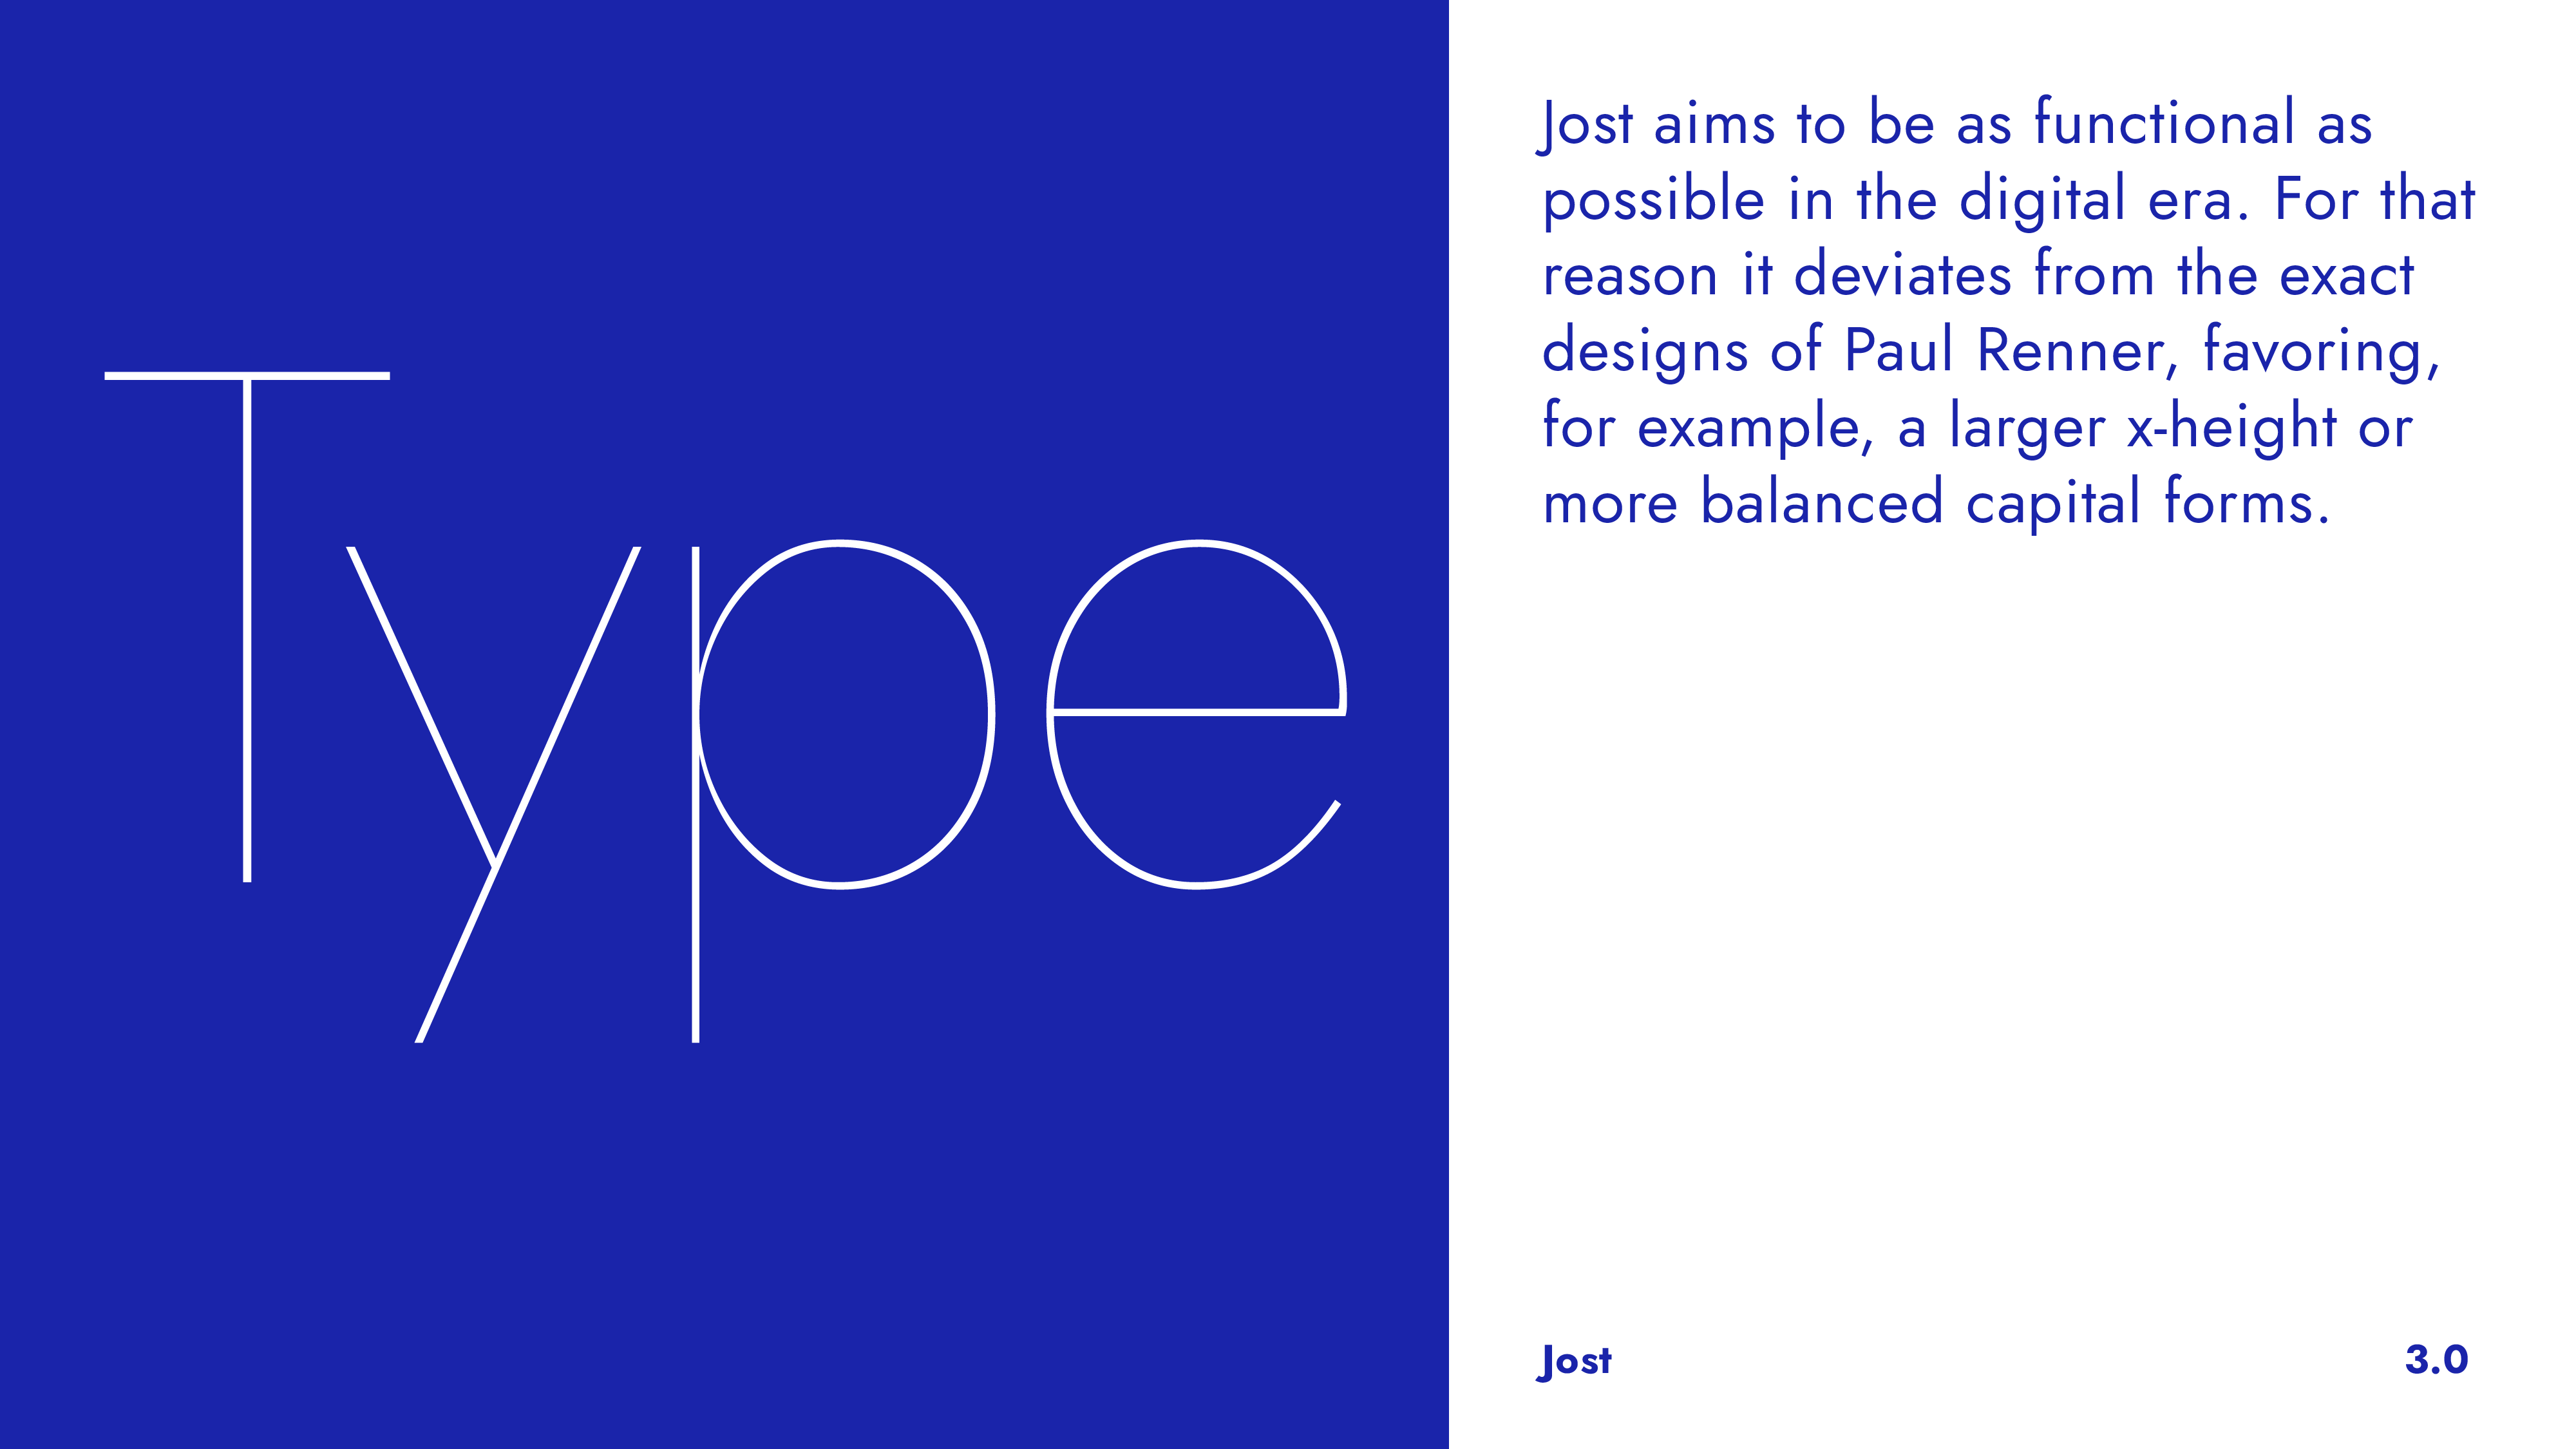 Type
Jost aims to be as functional as
possible in the digital era. For that
reason it deviates from the exact
designs of Paul Renner, favoring,
for example, a larger x-height or
more balanced capital forms.
Jost
3.0